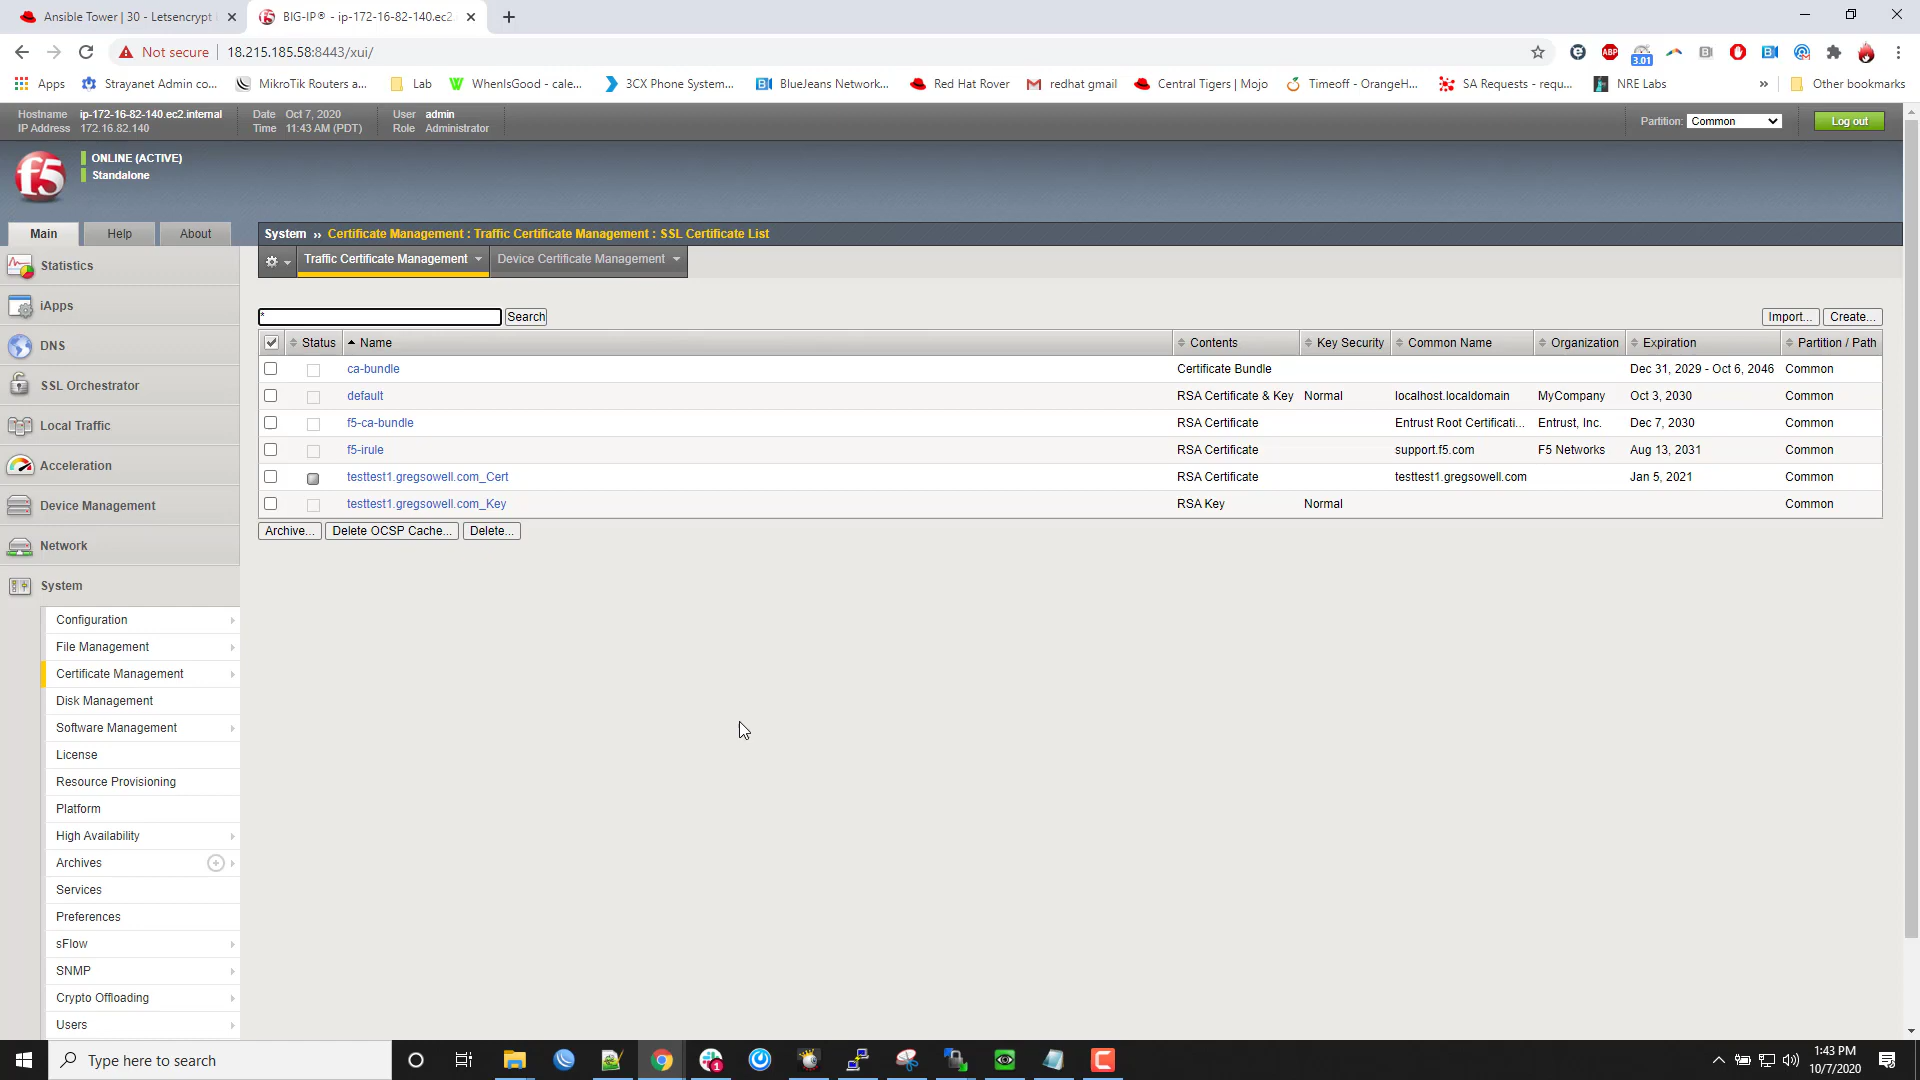 Ansible Tower | 30 - Letsencrypt
BIG-IP® - ip-172-16-82-140.ec2.
Not secure
18.215.185.58:8443/xui/
ABP
3.01
Apps
Strayanet Admin co...
MikroTik Routers a...
Lab
WhenIsGood - cale...
3CX Phone System...
BlueJeans Network...
Red Hat Rover
redhat gmail
Central Tigers | Mojo
Timeoff - OrangeH...
SA Requests - requ...
NRE Labs
»
Other bookmarks
Hostname ip-172-16-82-140.ec2.internal
IP Address 172.16.82.140
Date Oct 7, 2020
Time 11:43 AM (PDT)
User admin
Role Administrator
Partition: Common
Log out
f5
ONLINE (ACTIVE)
Standalone
Main
Help
About
System ›› Certificate Management : Traffic Certificate Management : SSL Certificate List
Traffic Certificate Management
Device Certificate Management
Statistics
iApps
DNS
SSL Orchestrator
Local Traffic
Acceleration
Device Management
Network
System
Configuration
File Management
Certificate Management
Disk Management
Software Management
License
Resource Provisioning
Platform
High Availability
Archives
Services
Preferences
sFlow
SNMP
Crypto Offloading
Users
*
Search
Import...
Create...
Status Name Contents Key Security Common Name Organization Expiration Partition / Path
ca-bundle Certificate Bundle Dec 31, 2029 - Oct 6, 2046 Common
default RSA Certificate & Key Normal localhost.localdomain MyCompany Oct 3, 2030 Common
f5-ca-bundle RSA Certificate Entrust Root Certificati... Entrust, Inc. Dec 7, 2030 Common
f5-irule RSA Certificate support.f5.com F5 Networks Aug 13, 2031 Common
testtest1.gregsowell.com_Cert RSA Certificate testtest1.gregsowell.com Jan 5, 2021 Common
testtest1.gregsowell.com_Key RSA Key Normal Common
Archive...
Delete OCSP Cache...
Delete...
Type here to search
1
1:43 PM
10/7/2020